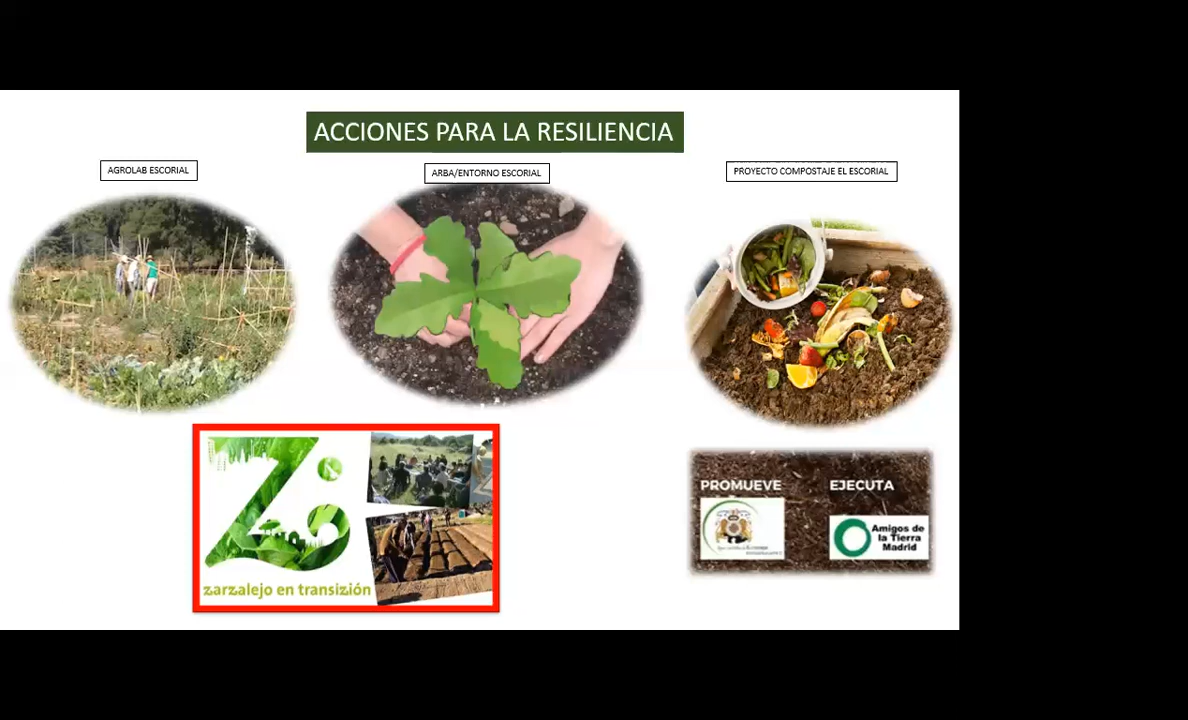 ACCIONES PARA LA RESILIENCIA
AGROLAB ESCORIAL
ARBA/ENTORNO ESCORIAL
PROYECTO COMPOSTAJE EL ESCORIAL
zarzalejo en transizión
PROMUEVE
EJECUTA
Amigos de
la Tierra
Madrid